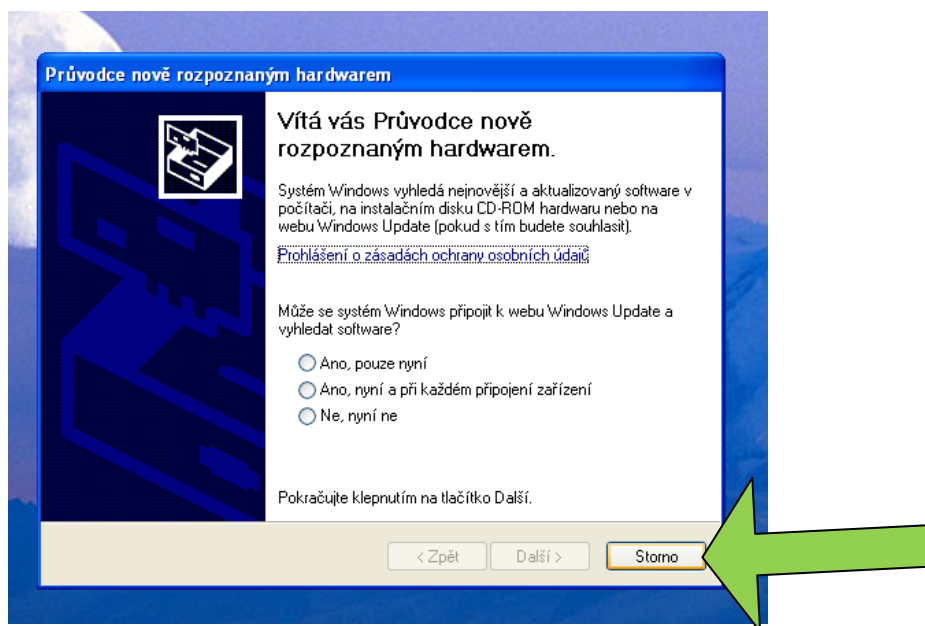 Průvodce nově rozpoznaným hardwarem
Vítá vás Průvodce nově
rozpoznaným hardwarem.
Systém Windows vyhledá nejnovější a aktualizovaný software v
počítači, na instalačním disku CD-ROM hardwaru nebo na
webu Windows Update (pokud s tím budete souhlasit).
Prohlášení o zásadách ochrany osobních údajů
Může se systém Windows připojit k webu Windows Update a
vyhledat software?
Ano, pouze nyní
Ano, nyní a při každém připojení zařízení
Ne, nyní ne
Pokračujte klepnutím na tlačítko Další.
< Zpět Další > Storno